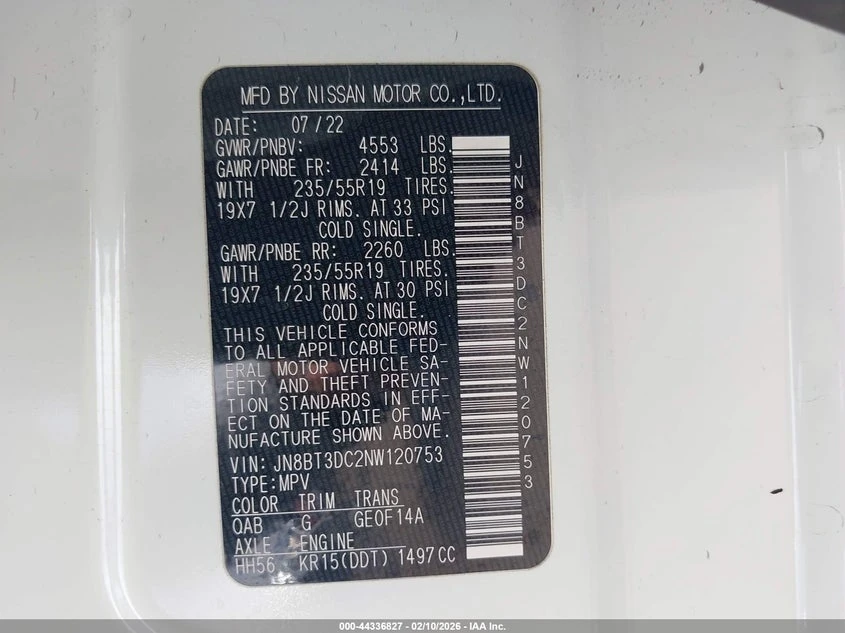 MFD BY NISSAN MOTOR CO.,LTD.
DATE: 07/22
GVWR/PNBV: 4553 LBS.
GAWR/PNBE FR: 2414 LBS.
WITH 235/55R19 TIRES.
19X7 1/2J RIMS. AT 33 PSI
COLD SINGLE.
GAWR/PNBE RR: 2260 LBS.
WITH 235/55R19 TIRES.
19X7 1/2J RIMS. AT 30 PSI
COLD SINGLE.
THIS VEHICLE CONFORMS
TO ALL APPLICABLE FED-
ERAL MOTOR VEHICLE SA-
FETY AND THEFT PREVEN-
TION STANDARDS IN EFF-
ECT ON THE DATE OF MA-
NUFACTURE SHOWN ABOVE.
VIN: JN8BT3DC2NW120753
TYPE:MPV
COLOR TRIM TRANS
QAB G GE0F14A
AXLE ENGINE
HH56 KR15(DDT) 1497CC
JN8BT3DC2NW120753
000-44336827 - 02/10/2026 - IAA Inc.